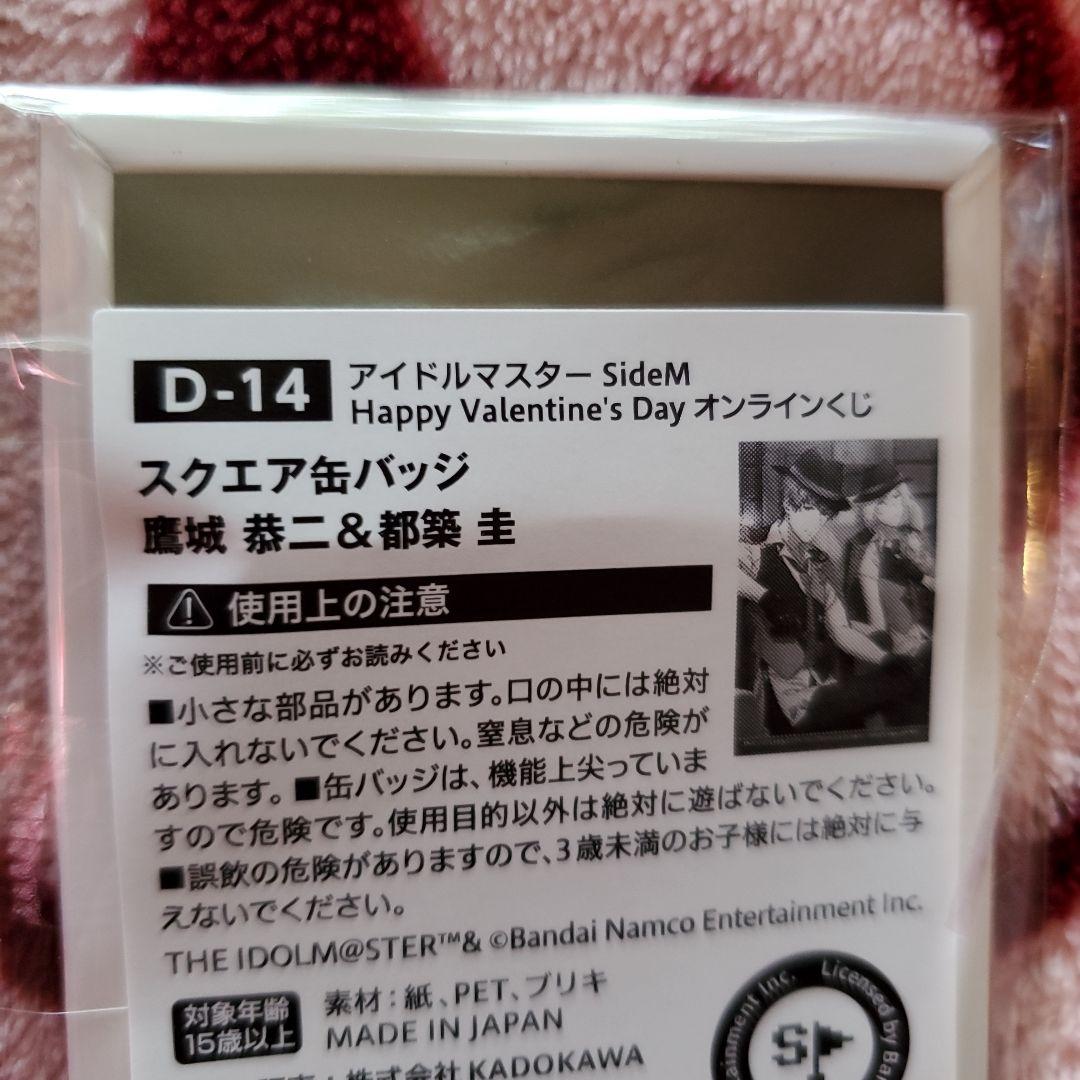 D-14
アイドルマスター SideM
Happy Valentine's Day オンラインくじ
スクエア缶バッジ
鷹城 恭二＆都築 圭
使用上の注意
※ご使用前に必ずお読みください
■小さな部品があります。口の中には絶対
に入れないでください。窒息などの危険が
あります。■缶バッジは、機能上尖っていま
すので危険です。使用目的以外は絶対に遊ばないでください。
■誤飲の危険がありますので、3歳未満のお子様には絶対に与
えないでください。
THE IDOLM@STER™& ©Bandai Namco Entertainment Inc.
対象年齢
15歳以上
素材：紙、PET、ブリキ
MADE IN JAPAN
株式会社 KADOKAWA
Licensed by Ban
ainment Inc.